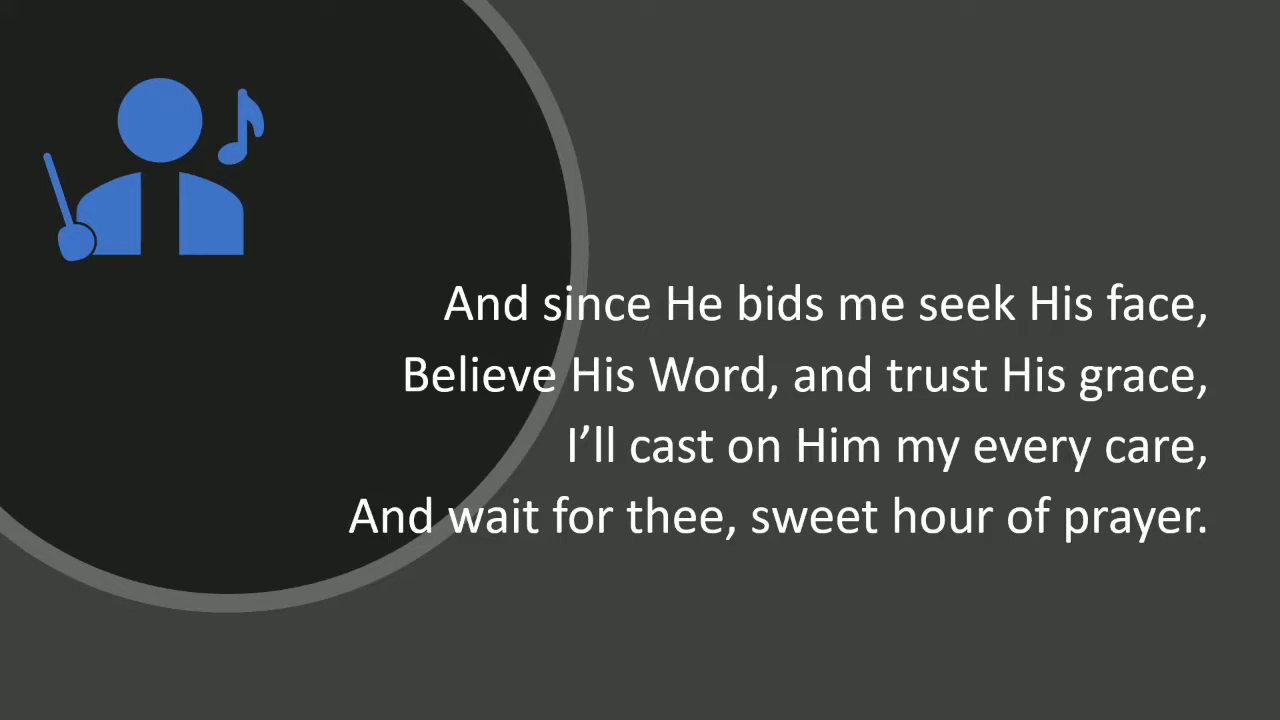 And since He bids me seek His face,
Believe His Word, and trust His grace,
I’ll cast on Him my every care,
And wait for thee, sweet hour of prayer.